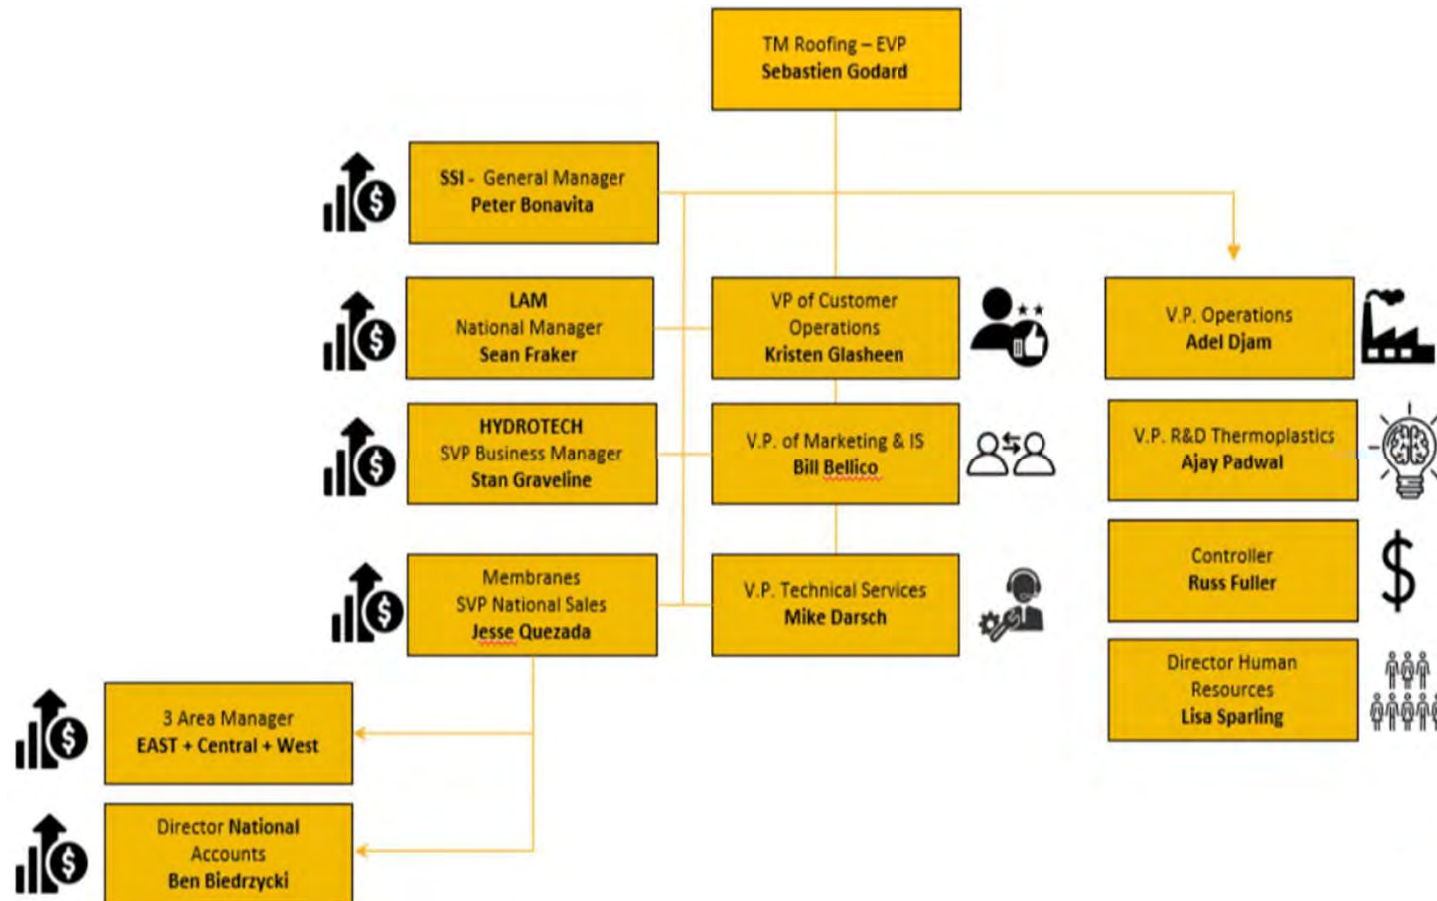 TM Roofing – EVP
Sebastien Godard
SSI - General Manager
Peter Bonavita
LAM
National Manager
Sean Fraker
VP of Customer
Operations
Kristen Glasheen
V.P. Operations
Adel Djam
HYDROTECH
SVP Business Manager
Stan Graveline
V.P. of Marketing & IS
Bill Bellico
V.P. R&D Thermoplastics
Ajay Padwal
Controller
Russ Fuller
Membranes
SVP National Sales
Jesse Quezada
V.P. Technical Services
Mike Darsch
Director Human
Resources
Lisa Sparling
3 Area Manager
EAST + Central + West
Director National
Accounts
Ben Biedrzycki